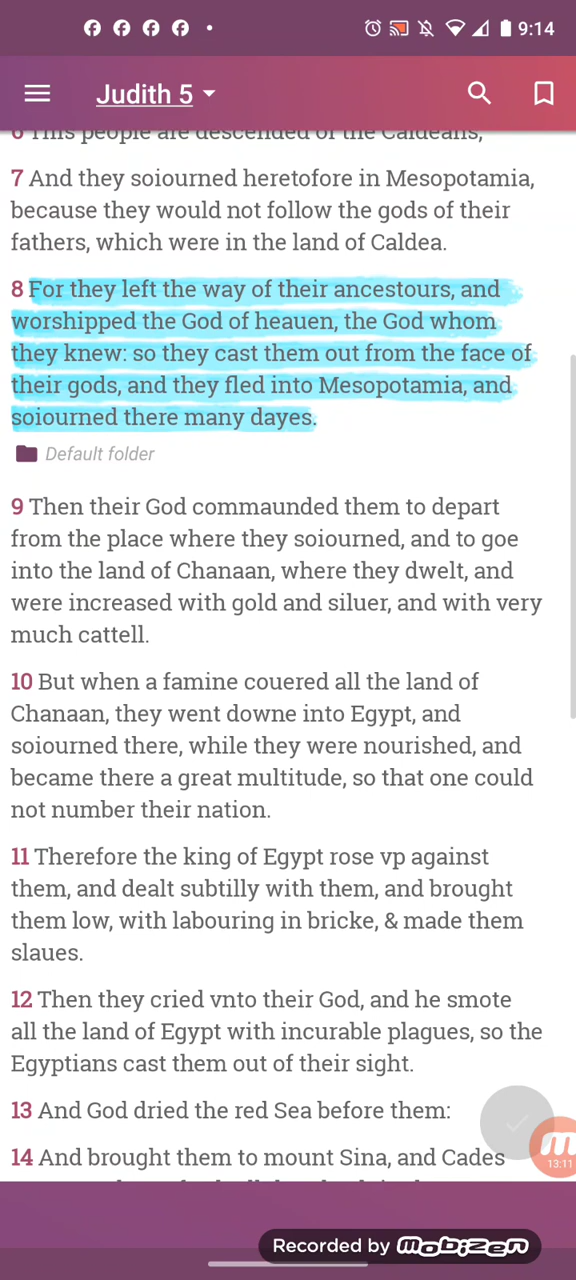 9:14
Judith 5
6 This people are descended of the Caldeans,
7 And they soiourned heretofore in Mesopotamia,
because they would not follow the gods of their
fathers, which were in the land of Caldea.
8 For they left the way of their ancestours, and
worshipped the God of heauen, the God whom
they knew: so they cast them out from the face of
their gods, and they fled into Mesopotamia, and
soiourned there many dayes.
Default folder
9 Then their God commaunded them to depart
from the place where they soiourned, and to goe
into the land of Chanaan, where they dwelt, and
were increased with gold and siluer, and with very
much cattell.
10 But when a famine couered all the land of
Chanaan, they went downe into Egypt, and
soiourned there, while they were nourished, and
became there a great multitude, so that one could
not number their nation.
11 Therefore the king of Egypt rose vp against
them, and dealt subtilly with them, and brought
them low, with labouring in bricke, & made them
slaues.
12 Then they cried vnto their God, and he smote
all the land of Egypt with incurable plagues, so the
Egyptians cast them out of their sight.
13 And God dried the red Sea before them:
14 And brought them to mount Sina, and Cades
13:11
Recorded by mobizen